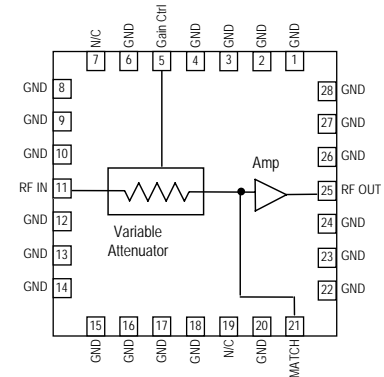 N/C GND Gain Ctrl GND GND GND GND
7 6 5 4 3 2 1
GND 8
GND 9
GND 10
RF IN 11
GND 12
GND 13
GND 14
28 GND
27 GND
26 GND
25 RF OUT
24 GND
23 GND
22 GND
Amp
Variable
Attenuator
15 16 17 18 19 20 21
GND GND GND GND N/C GND MATCH